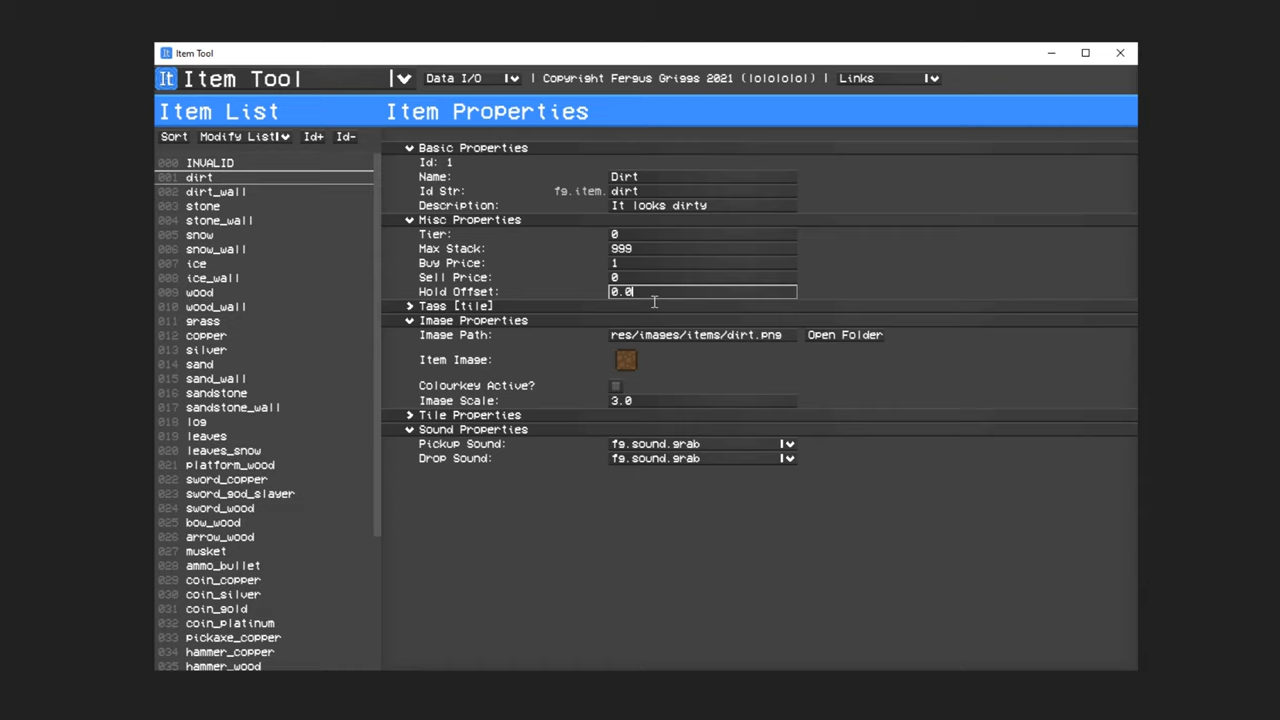 It Item Tool
It Item Tool Data I/O | Copyright Fergus Griggs 2021 (lolololol) | Links
Item List
Item Properties
Sort Modify List Id+ Id-
000 INVALID
001 dirt
002 dirt_wall
003 stone
004 stone_wall
005 snow
006 snow_wall
007 ice
008 ice_wall
009 wood
010 wood_wall
011 grass
012 copper
013 silver
014 sand
015 sand_wall
016 sandstone
017 sandstone_wall
018 log
019 leaves
020 leaves_snow
021 platform_wood
022 sword_copper
023 sword_god_slayer
024 sword_wood
025 bow_wood
026 arrow_wood
027 musket
028 ammo_bullet
029 coin_copper
030 coin_silver
031 coin_gold
032 coin_platinum
033 pickaxe_copper
034 hammer_copper
035 hammer_wood
Basic Properties
Id: 1
Name: Dirt
Id Str: fg.item. dirt
Description: It looks dirty
Misc Properties
Tier: 0
Max Stack: 999
Buy Price: 1
Sell Price: 0
Hold Offset: 0.0
Tags [tile]
Image Properties
Image Path: res/images/items/dirt.png Open Folder
Item Image:
Colourkey Active?
Image Scale: 3.0
Tile Properties
Sound Properties
Pickup Sound: fg.sound.grab
Drop Sound: fg.sound.grab